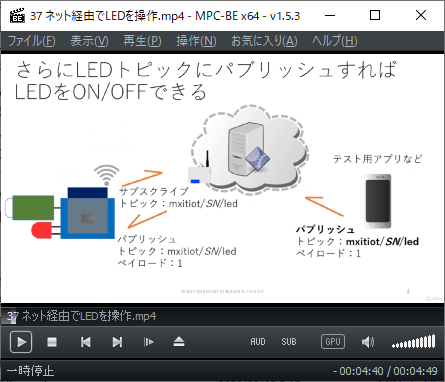 37 ネット経由でLEDを操作.mp4 - MPC-BE x64 - v1.5.3
ファイル(F) 表示(V) 再生(P) 操作(N) お気に入り(A) ヘルプ(H)
さらにLEDトピックにパブリッシュすれば
LEDをON/OFFできる
テスト用アプリなど
サブスクライブ
トピック：mxitiot/SN/led
パブリッシュ
トピック：mxitiot/SN/led
ペイロード：1
パブリッシュ
トピック：mxitiot/SN/led
ペイロード：1
4
37 ネット経由でLEDを操作.mp4
AUD SUB GPU
一時停止
- 00:04:40 / 00:04:49